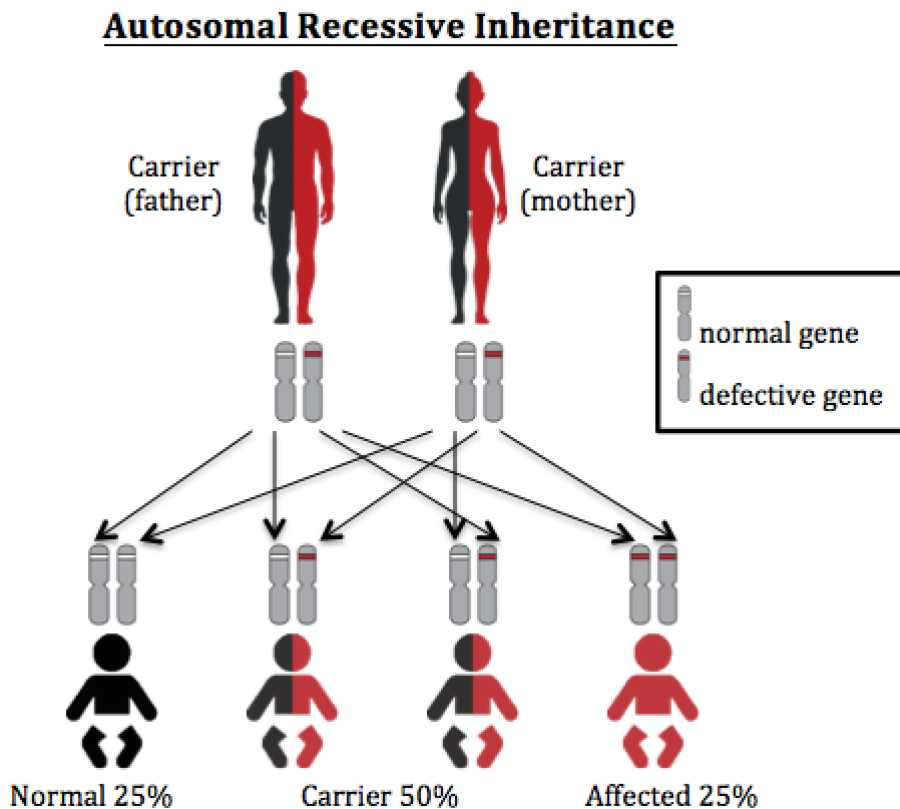 Autosomal Recessive Inheritance
Carrier
(father)
Carrier
(mother)
normal gene
defective gene
Normal 25%
Carrier 50%
Affected 25%